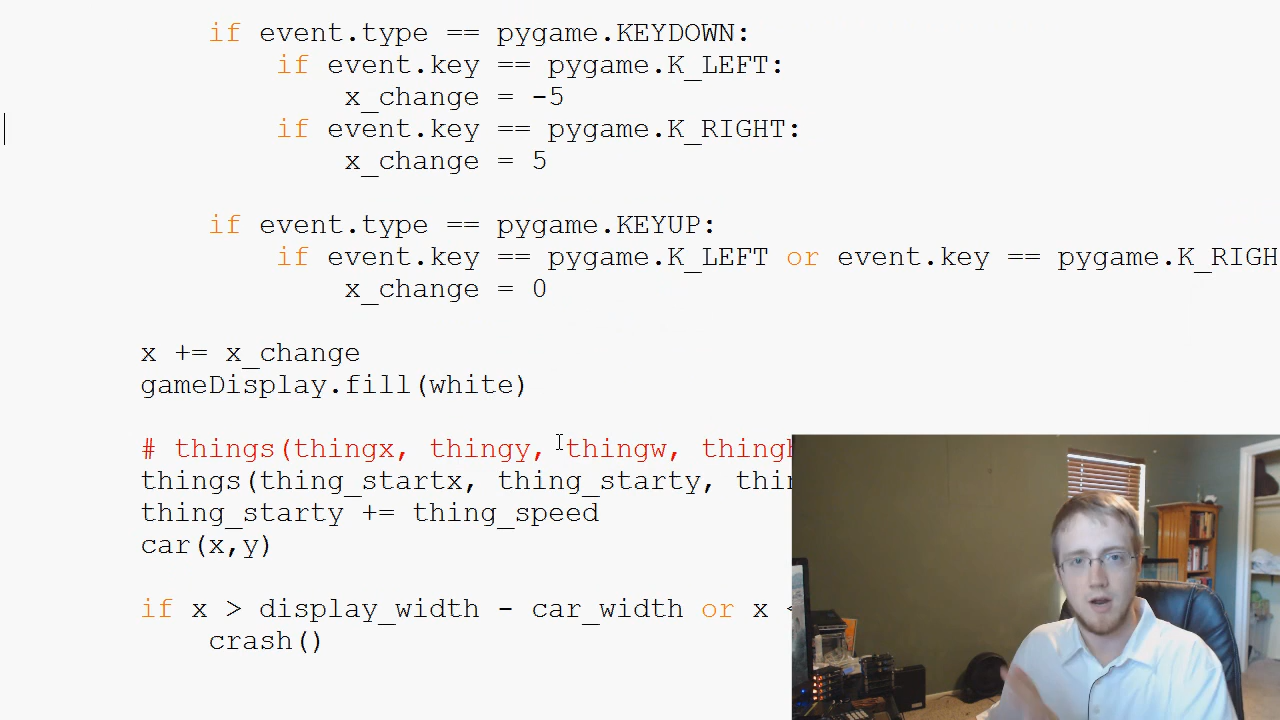 if event.type == pygame.KEYDOWN:
if event.key == pygame.K_LEFT:
x_change = -5
if event.key == pygame.K_RIGHT:
x_change = 5
if event.type == pygame.KEYUP:
if event.key == pygame.K_LEFT or event.key == pygame.K_RIGH
x_change = 0
x += x_change
gameDisplay.fill(white)
# things(thingx, thingy, thingw,
things(thing_startx, thing_starty,
thing_starty += thing_speed
car(x,y)
if x > display_width - car_width or x
crash()